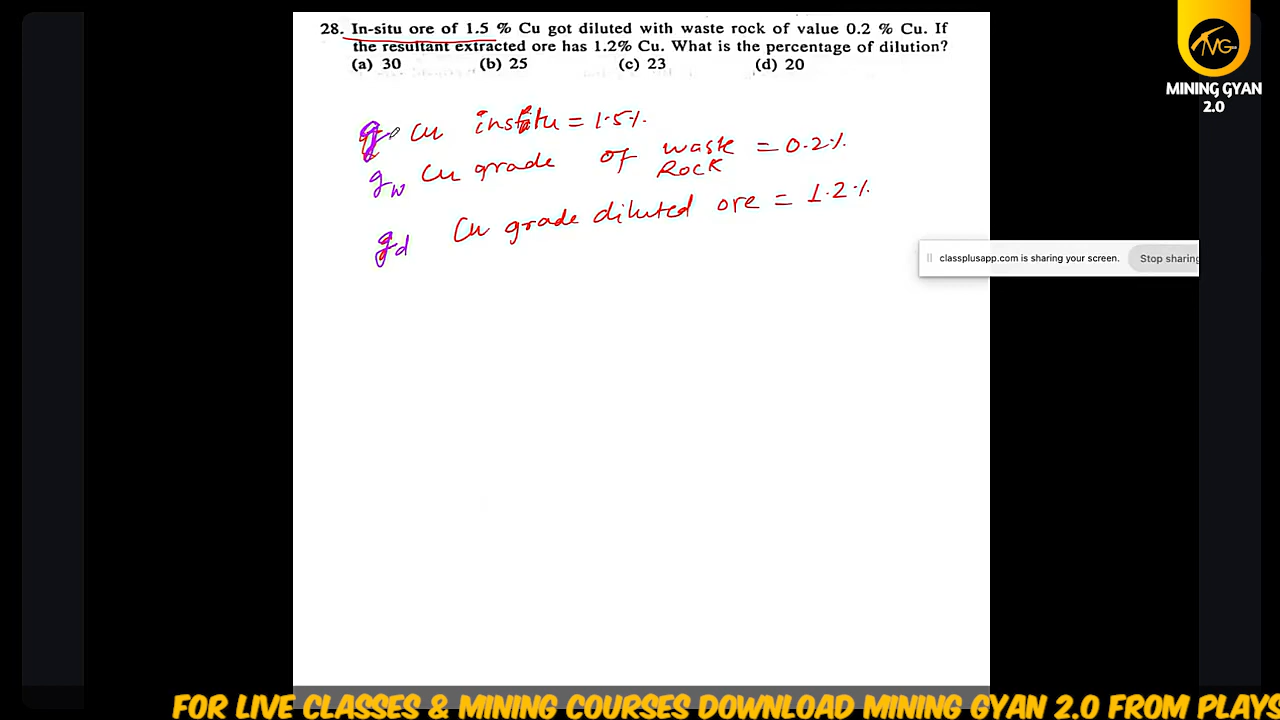 28. In-situ ore of 1.5 % Cu got diluted with waste rock of value 0.2 % Cu. If
the resultant extracted ore has 1.2% Cu. What is the percentage of dilution?
(a) 30 (b) 25 (c) 23 (d) 20
g Cu insitu = 1.5%
gw Cu grade of waste Rock = 0.2%
gd Cu grade diluted ore = 1.2%
TVG
MINING GYAN
2.0
classplusapp.com is sharing your screen. Stop sharing
FOR LIVE CLASSES & MINING COURSES DOWNLOAD MINING GYAN 2.0 FROM PLAYS